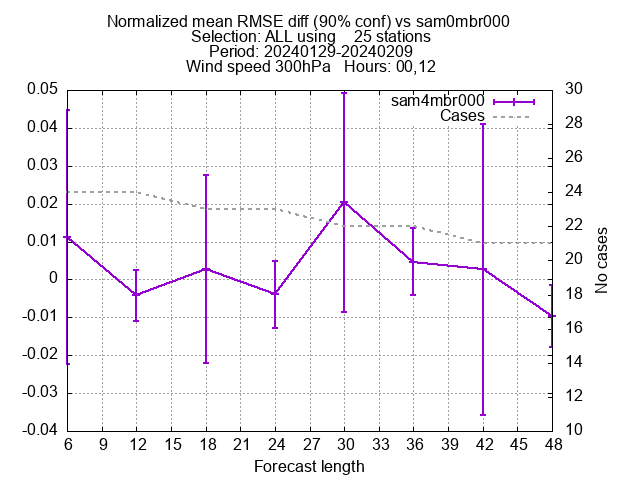 Normalized mean RMSE diff (90% conf) vs sam0mbr000
Selection: ALL using    25 stations
Period: 20240129-20240209
Wind speed 300hPa   Hours: 00,12
sam4mbr000
Cases
0.05
0.04
0.03
0.02
0.01
0
-0.01
-0.02
-0.03
-0.04
30
28
26
24
22
20
18
16
14
12
10
No cases
6 9 12 15 18 21 24 27 30 33 36 39 42 45 48
Forecast length